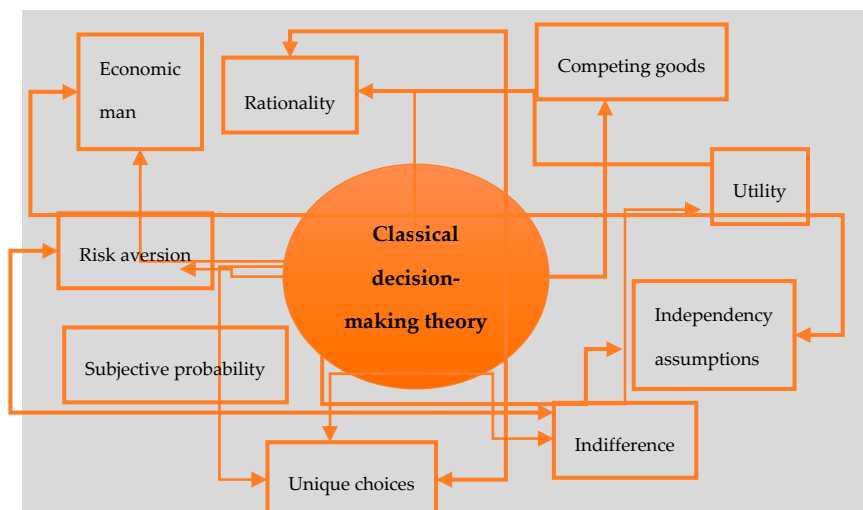 Economic
man
Rationality
Competing goods
Utility
Classical
decision-
making theory
Risk aversion
Independency
assumptions
Subjective probability
Indifference
Unique choices